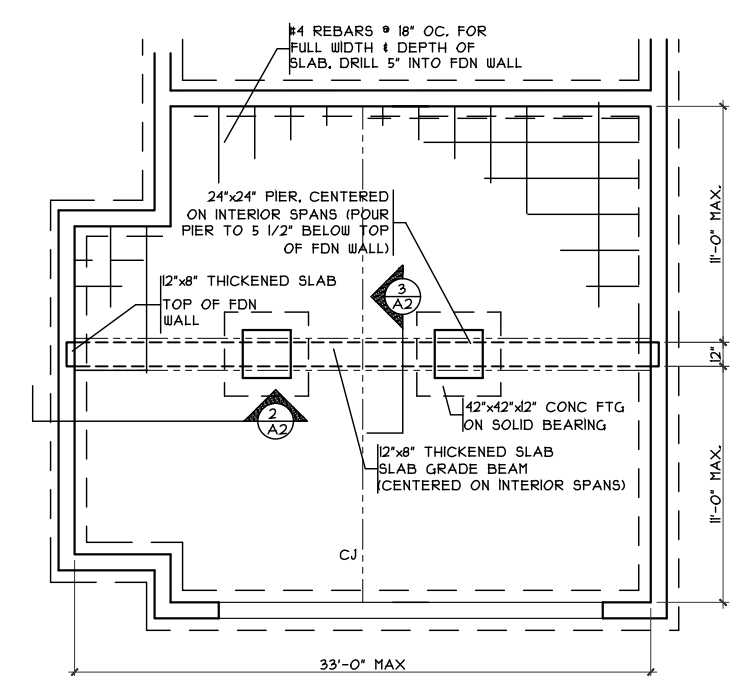 #4 REBARS @ 18" OC. FOR
FULL WIDTH & DEPTH OF
SLAB. DRILL 5" INTO FDN WALL
24"x24" PIER, CENTERED
ON INTERIOR SPANS (POUR
PIER TO 5 1/2" BELOW TOP
OF FDN WALL)
11'-0" MAX.
12"x8" THICKENED SLAB
TOP OF FDN
WALL
3
A2
12"
2
A2
42"x42"x12" CONC FTG
ON SOLID BEARING
12"x8" THICKENED SLAB
SLAB GRADE BEAM
(CENTERED ON INTERIOR SPANS)
11'-0" MAX.
CJ
33'-0" MAX